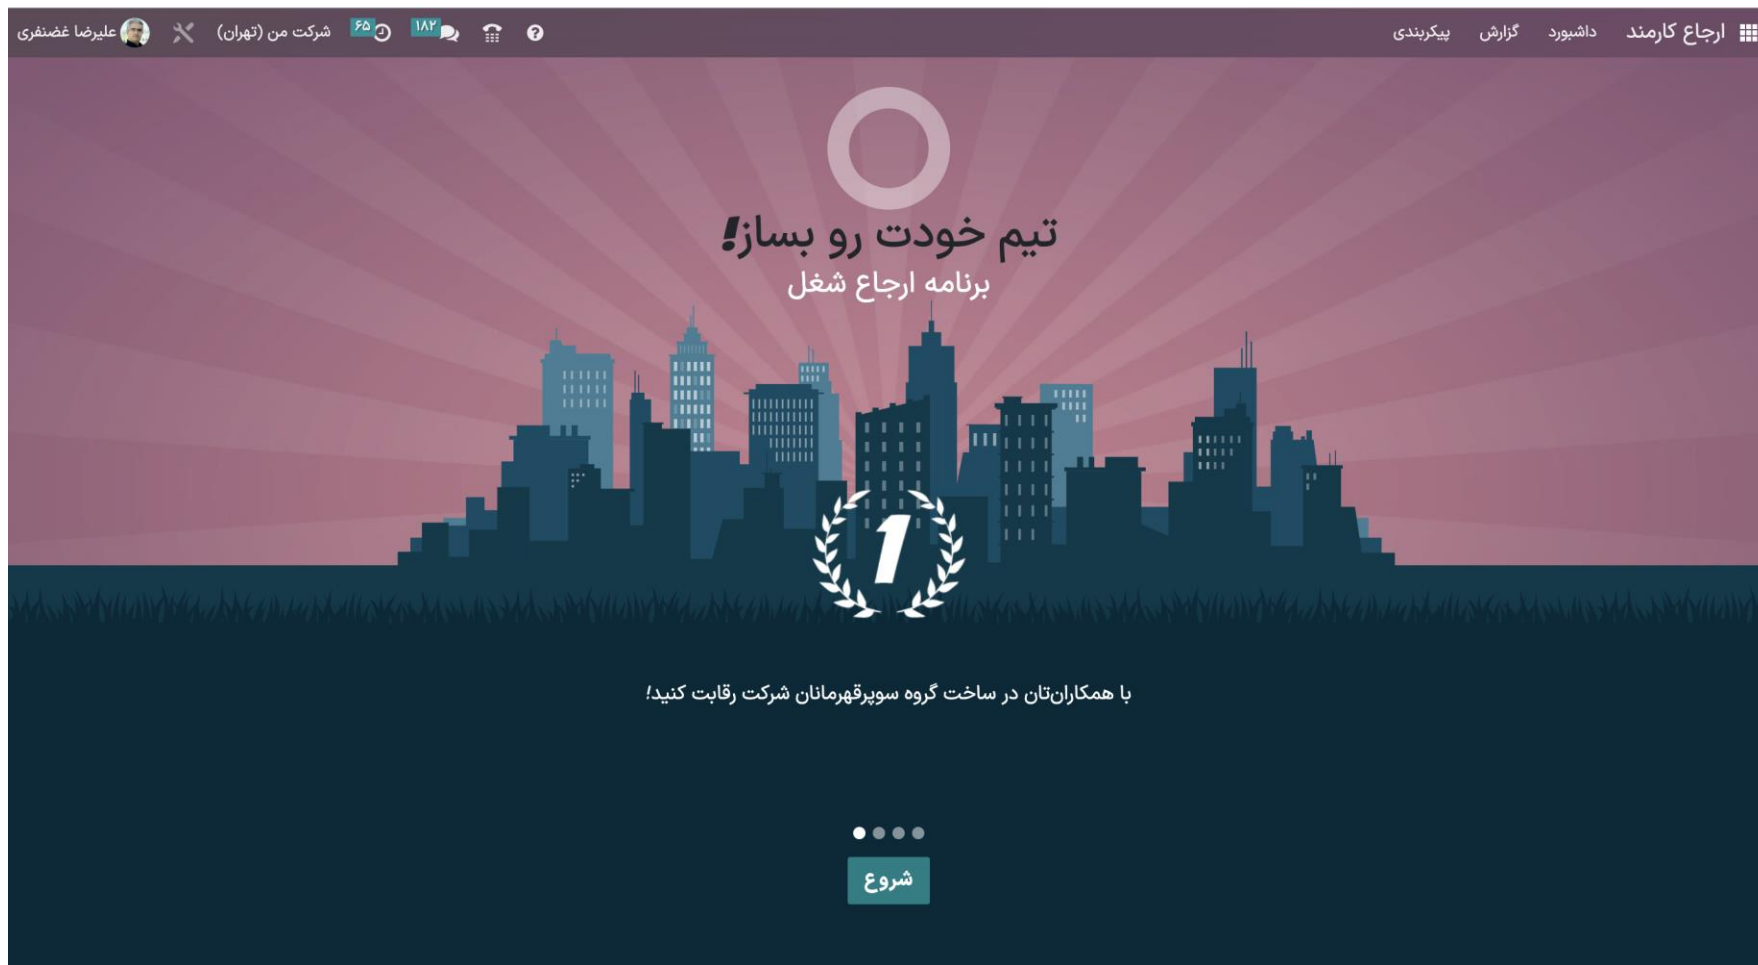 ارجاع کارمند داشبورد گزارش پیکربندی ۱۸۲ ۶۵ شرکت من (تهران) علیرضا غضنفری
تیم خودت رو بساز!
برنامه ارجاع شغل
1
با همکاران‌تان در ساخت گروه سوپرقهرمانان شرکت رقابت کنید!
شروع